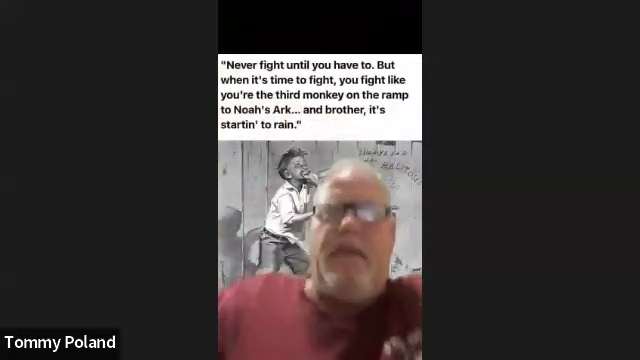 "Never fight until you have to. But
when it's time to fight, you fight like
you're the third monkey on the ramp
to Noah's Ark... and brother, it's
startin' to rain."
Tommy Poland